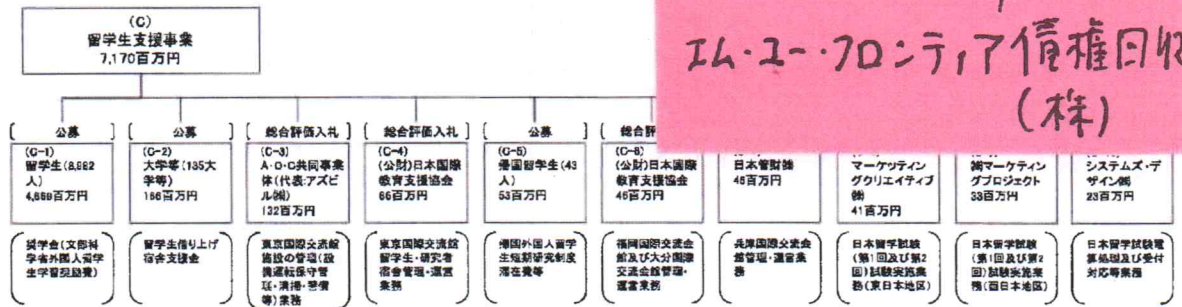 (C)
留学生支援事業
7,170百万円
エム・ユー・フロンティア債権回収
(株)
公募
(C-1)
留学生(8,882
人)
4,669百万円
奨学金(文部科
学省外国人留学
生学習奨励費)
公募
(C-2)
大学等(135大
学等)
166百万円
留学生借り上げ
宿舎支援金
総合評価入札
(C-3)
A・O・C共同事業
体(代表:アズビ
ル㈱)
132百万円
東京国際交流館
施設の管理(設
備運転保守管
理・清掃・警備
等)業務
総合評価入札
(C-4)
(公財)日本国際
教育支援協会
66百万円
東京国際交流館
留学生・研究者
宿舎管理・運営
業務
公募
(C-5)
帰国留学生(43
人)
53百万円
帰国外国人留学
生短期研究制度
滞在費等
総合評
(C-6)
(公財)日本国際
教育支援協会
46百万円
福岡国際交流会
館及び大分国際
交流会館管理・
運営業務
日本管財㈱
46百万円
兵庫国際交流会
館管理・運営業
務
マーケッティン
グクリエイティブ
㈱
41百万円
日本留学試験
(第1回及び第2
回)試験実施業
務(東日本地区)
㈱マーケティン
グプロジェクト
33百万円
日本留学試験
(第1回及び第2
回)試験実施業
務(西日本地区)
システムズ・デ
ザイン㈱
23百万円
日本留学試験電
算処理及び受付
対応等業務